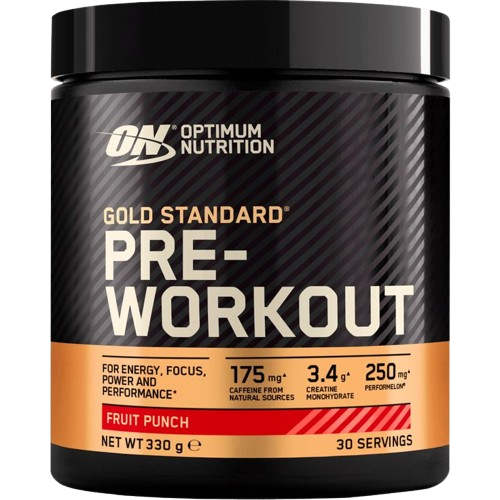 ON® OPTIMUM
NUTRITION
GOLD STANDARD®
PRE-
WORKOUT
FOR ENERGY, FOCUS,
POWER AND
PERFORMANCE*
175 mg▲
CAFFEINE FROM
NATURAL SOURCES
3.4 g▲
CREATINE
MONOHYDRATE
250 mg▲
PERFORMELON®
FRUIT PUNCH
NET WT 330 g ℮
30 SERVINGS